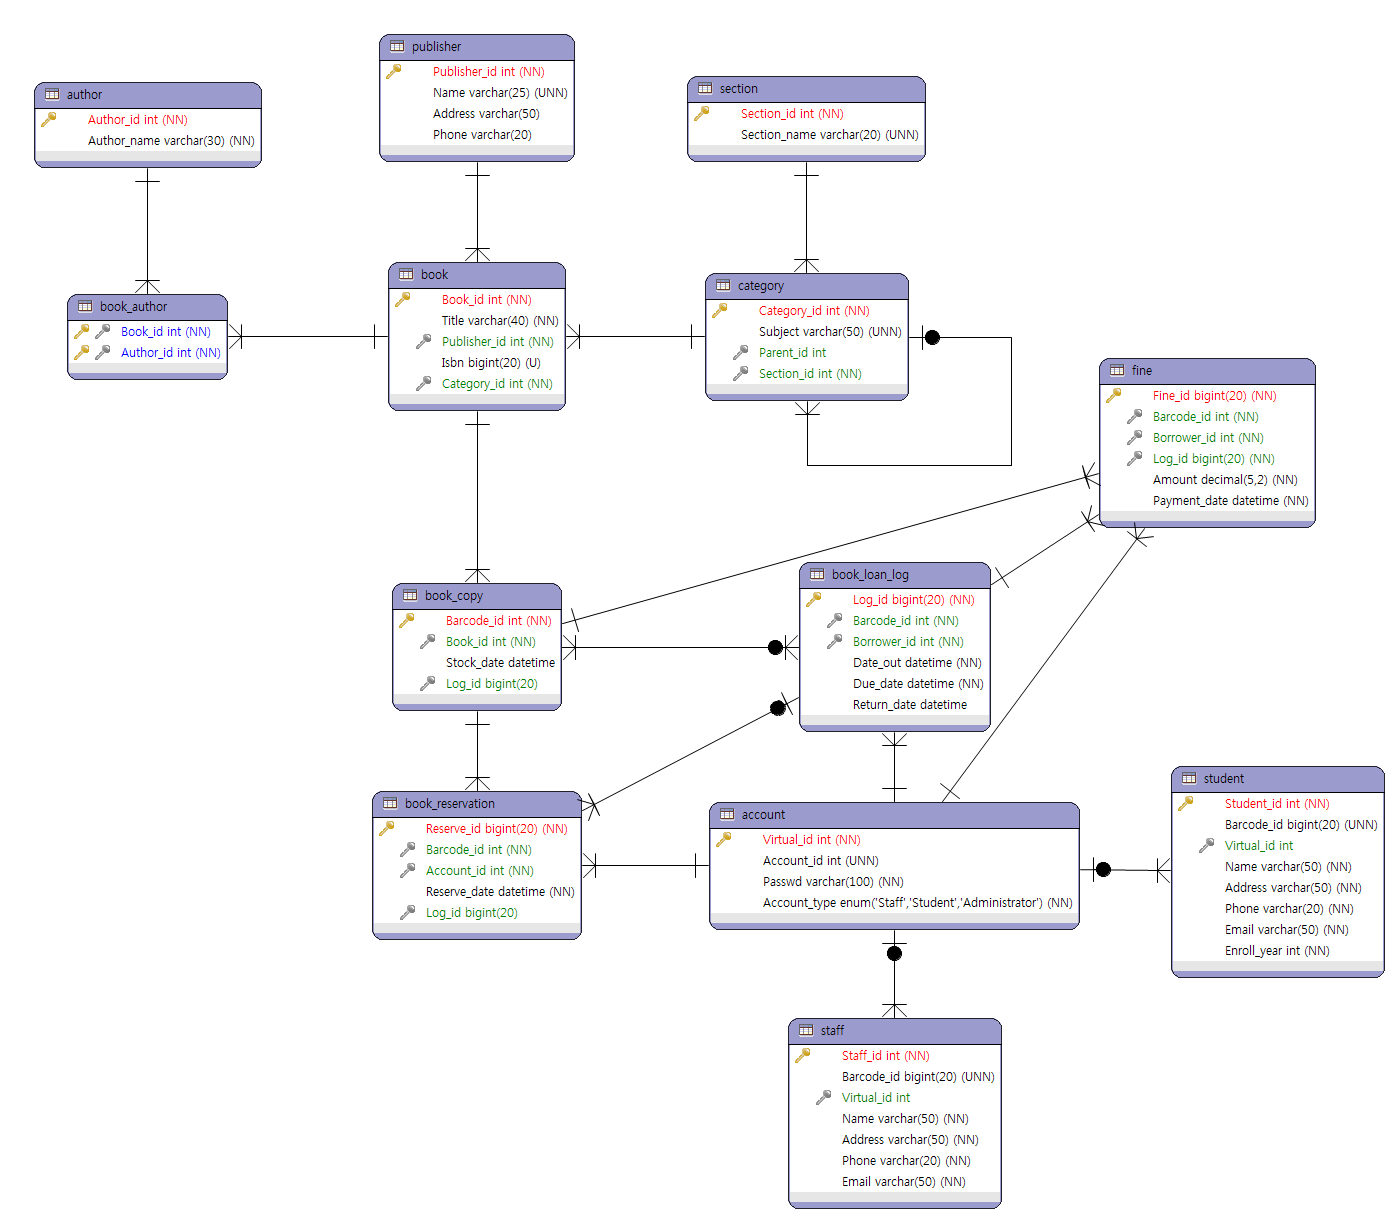 publisher
Publisher_id int (NN)
Name varchar(25) (UNN)
Address varchar(50)
Phone varchar(20)
author
Author_id int (NN)
Author_name varchar(30) (NN)
section
Section_id int (NN)
Section_name varchar(20) (UNN)
book
Book_id int (NN)
Title varchar(40) (NN)
Publisher_id int (NN)
Isbn bigint(20) (U)
Category_id int (NN)
category
Category_id int (NN)
Subject varchar(50) (UNN)
Parent_id int
Section_id int (NN)
book_author
Book_id int (NN)
Author_id int (NN)
fine
Fine_id bigint(20) (NN)
Barcode_id int (NN)
Borrower_id int (NN)
Log_id bigint(20) (NN)
Amount decimal(5,2) (NN)
Payment_date datetime (NN)
book_copy
Barcode_id int (NN)
Book_id int (NN)
Stock_date datetime
Log_id bigint(20)
book_loan_log
Log_id bigint(20) (NN)
Barcode_id int (NN)
Borrower_id int (NN)
Date_out datetime (NN)
Due_date datetime (NN)
Return_date datetime
book_reservation
Reserve_id bigint(20) (NN)
Barcode_id int (NN)
Account_id int (NN)
Reserve_date datetime (NN)
Log_id bigint(20)
account
Virtual_id int (NN)
Account_id int (UNN)
Passwd varchar(100) (NN)
Account_type enum('Staff','Student','Administrator') (NN)
student
Student_id int (NN)
Barcode_id bigint(20) (UNN)
Virtual_id int
Name varchar(50) (NN)
Address varchar(50) (NN)
Phone varchar(20) (NN)
Email varchar(50) (NN)
Enroll_year int (NN)
staff
Staff_id int (NN)
Barcode_id bigint(20) (UNN)
Virtual_id int
Name varchar(50) (NN)
Address varchar(50) (NN)
Phone varchar(20) (NN)
Email varchar(50) (NN)